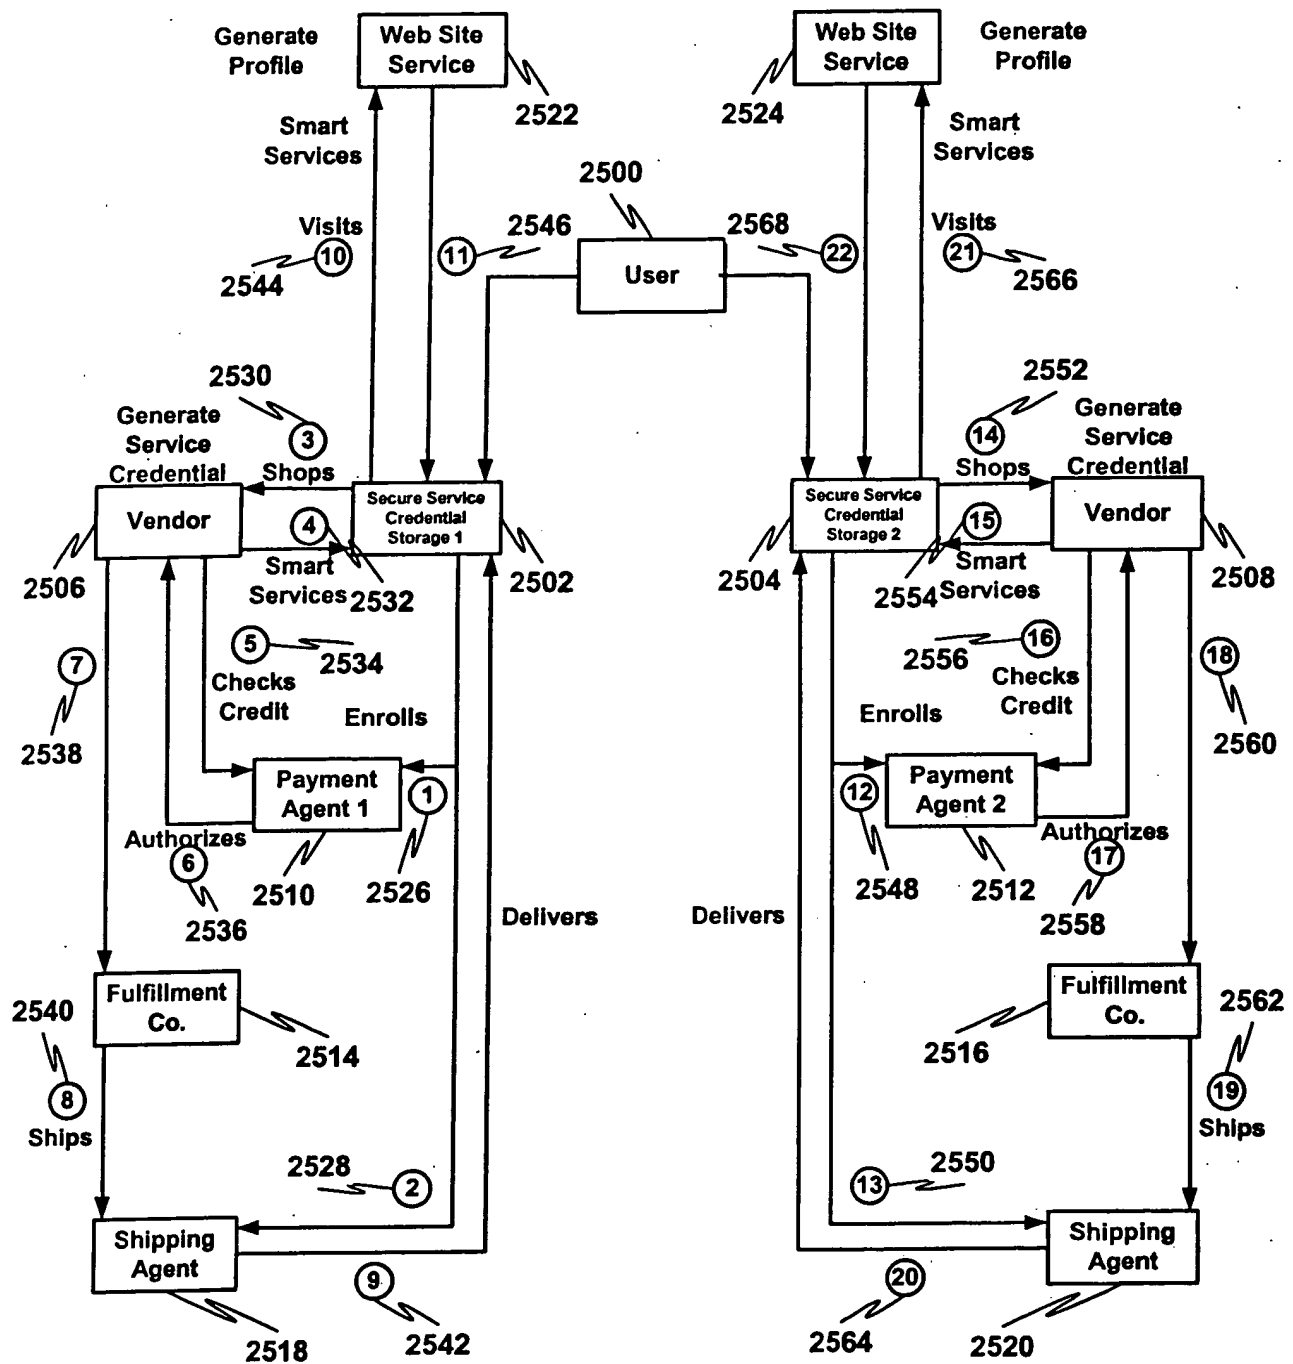 Generate
Profile
Web Site
Service
2522
Web Site
Service
2524
Generate
Profile
Smart
Services
Smart
Services
2500
2546
2568
Visits
10
2544
11
User
22
Visits
21
2566
2530
3
Generate
Service
Credential
Shops
2552
14
Shops
Generate
Service
Credential
Vendor
2506
4
Smart
Services
2532
Secure Service
Credential
Storage 1
2502
Secure Service
Credential
Storage 2
2504
15
2554
Smart
Services
Vendor
2508
7
2538
5
2534
Checks
Credit
Enrolls
2556
16
Checks
Credit
Enrolls
18
2560
Payment
Agent 1
1
2526
Authorizes
6
2536
2510
12
2548
Payment
Agent 2
2512
Authorizes
17
2558
Delivers
Delivers
2540
8
Ships
Fulfillment
Co.
2514
Fulfillment
Co.
2516
2562
19
Ships
2528
2
13
2550
Shipping
Agent
2518
9
2542
20
2564
Shipping
Agent
2520